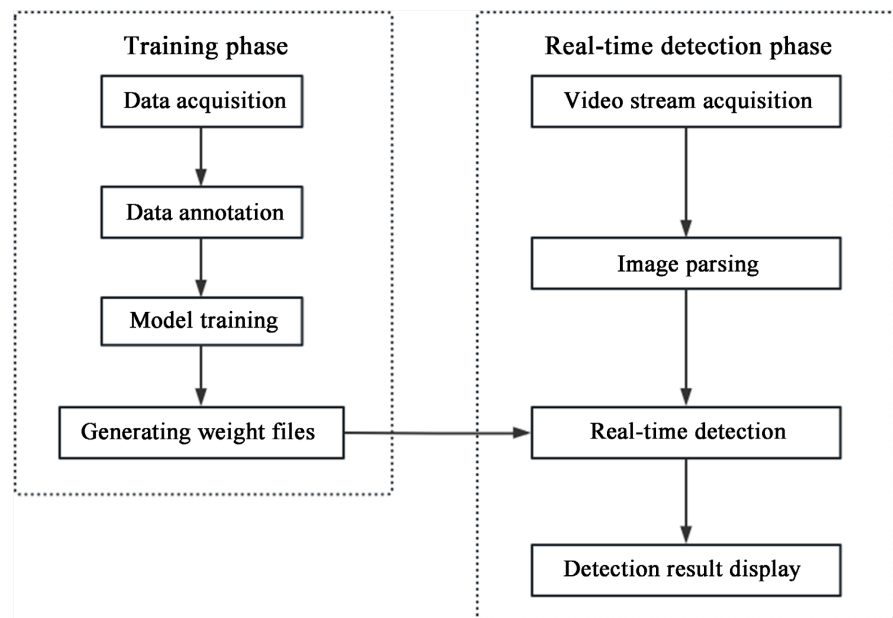 Training phase
Data acquisition
Data annotation
Model training
Generating weight files
Real-time detection phase
Video stream acquisition
Image parsing
Real-time detection
Detection result display